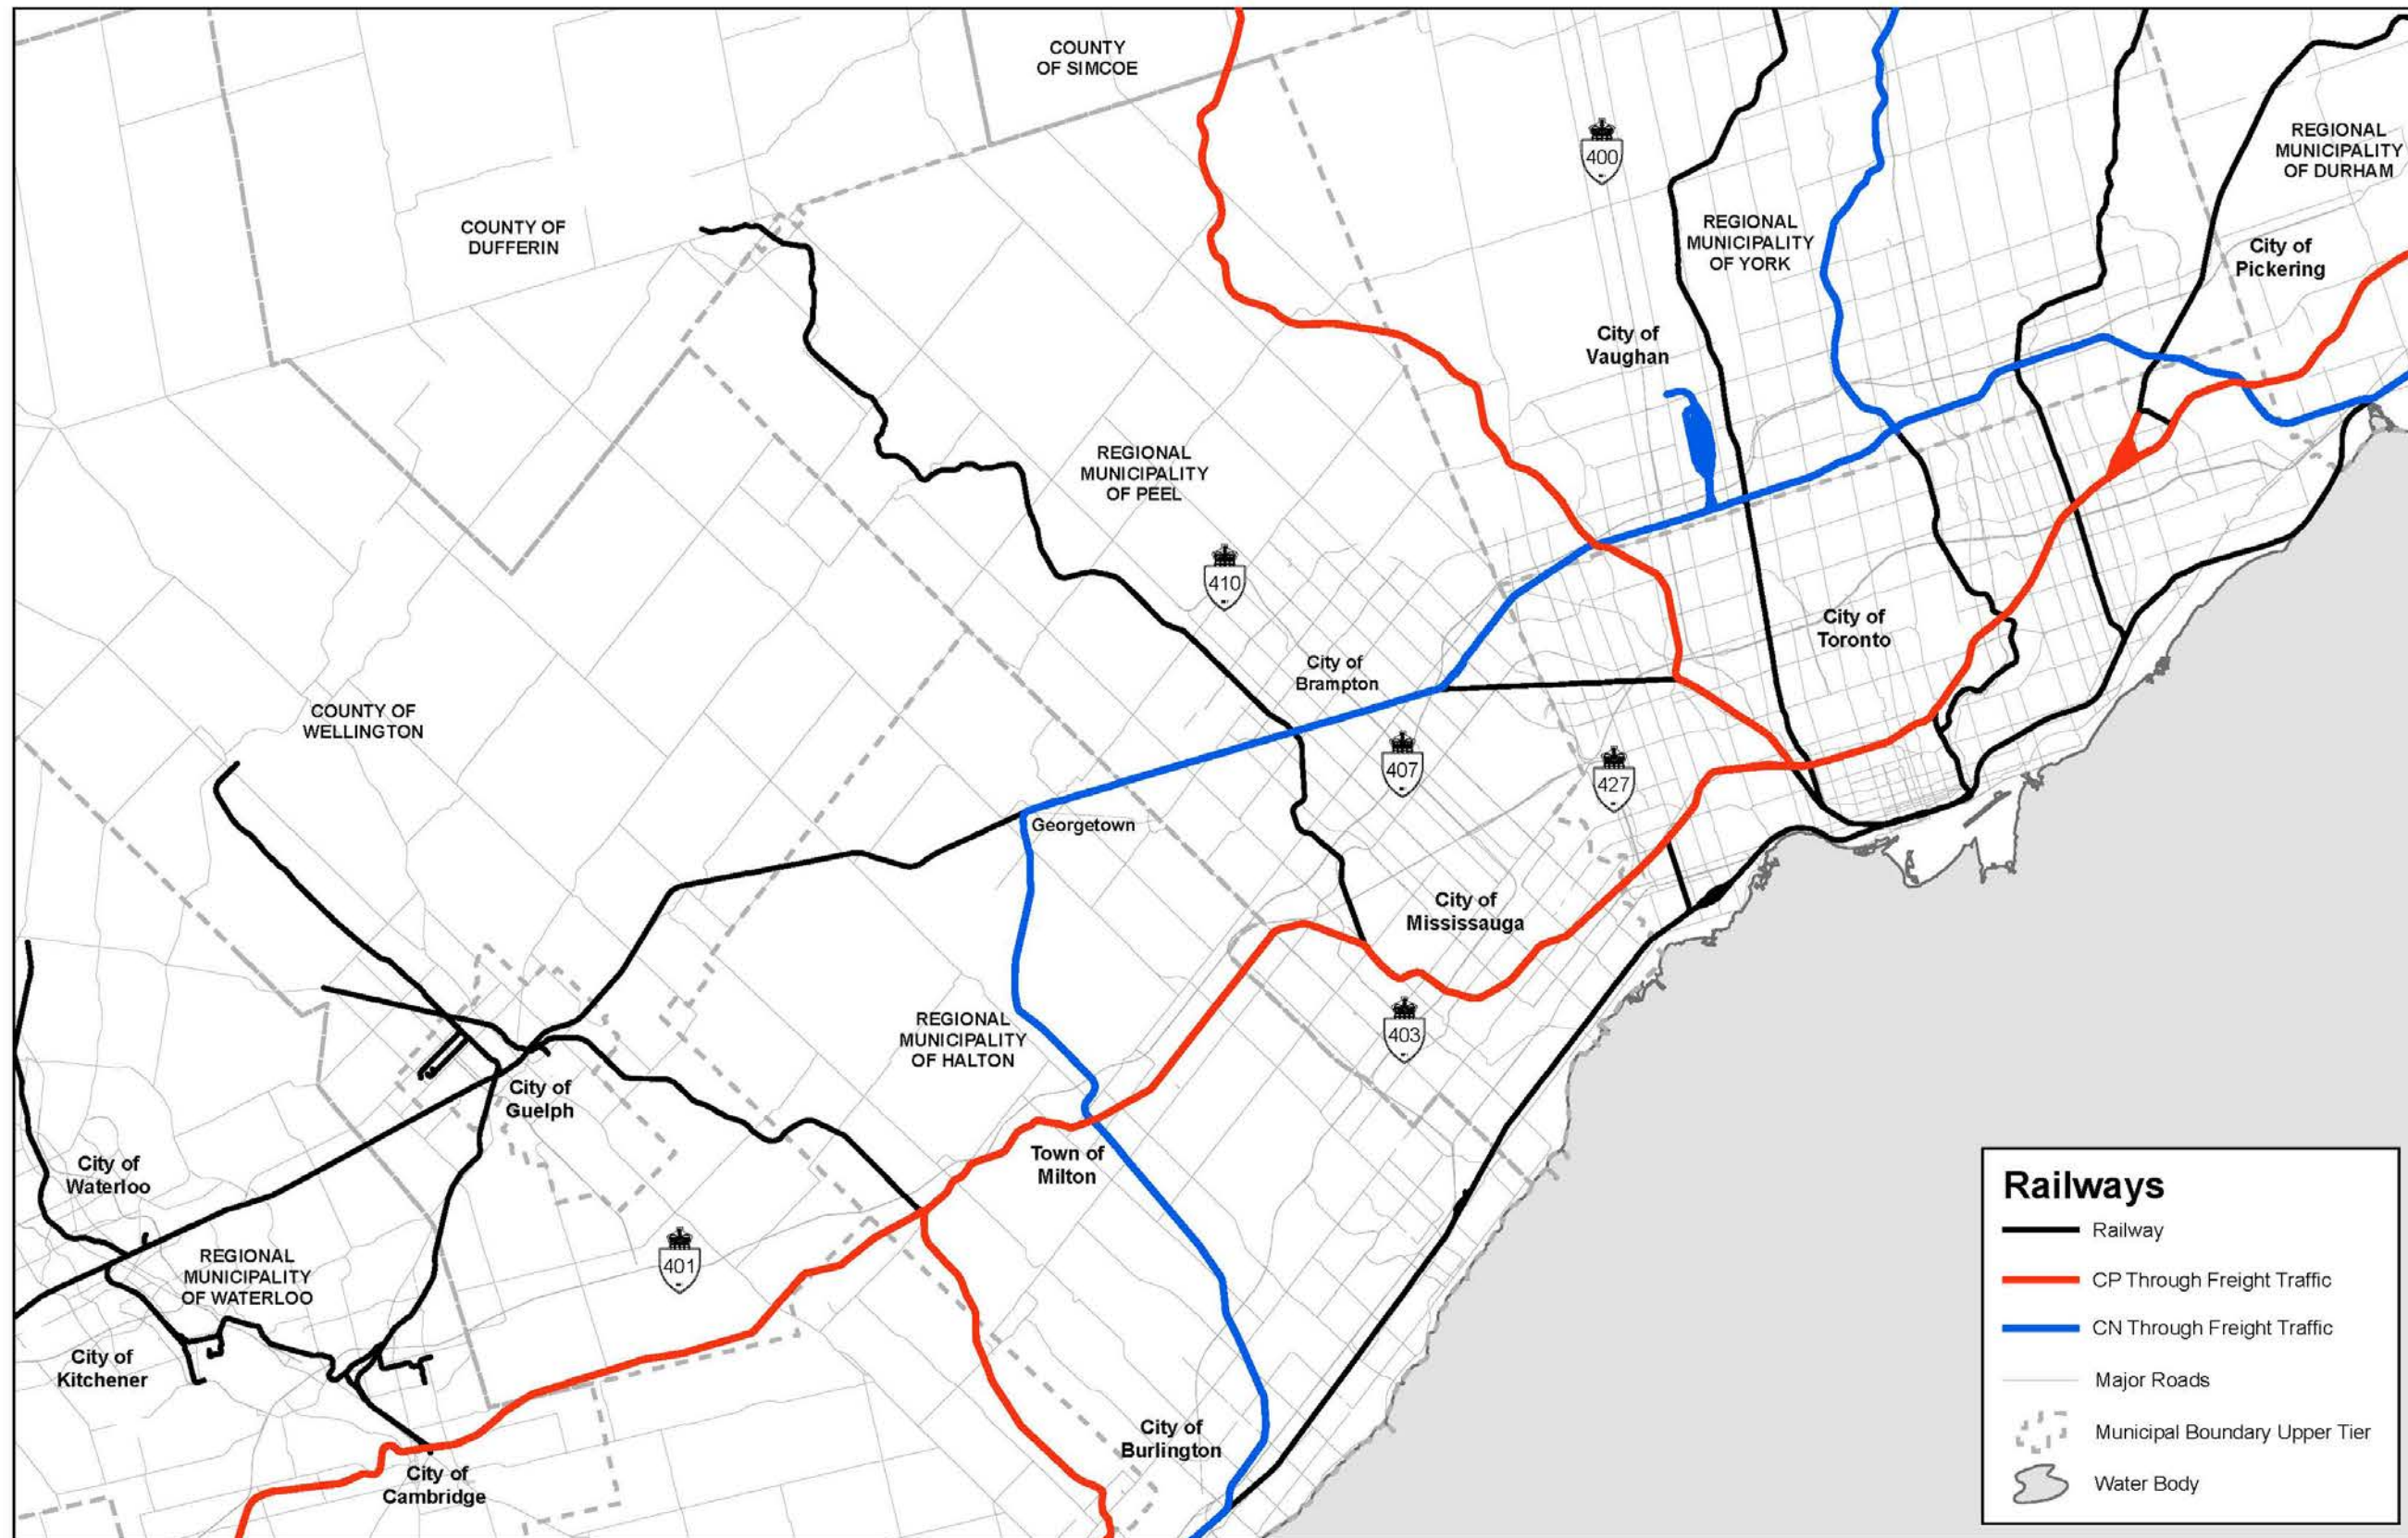 COUNTY
OF SIMCOE
400
REGIONAL
MUNICIPALITY
OF DURHAM
COUNTY OF
DUFFERIN
REGIONAL
MUNICIPALITY
OF YORK
City of
Pickering
City of
Vaughan
REGIONAL
MUNICIPALITY
OF PEEL
410
City of
Toronto
City of
Brampton
COUNTY OF
WELLINGTON
407
427
Georgetown
City of
Mississauga
REGIONAL
MUNICIPALITY
OF HALTON
403
City of
Guelph
City of
Waterloo
Town of
Milton
REGIONAL
MUNICIPALITY
OF WATERLOO
401
City of
Kitchener
City of
Burlington
City of
Cambridge
Railways
Railway
CP Through Freight Traffic
CN Through Freight Traffic
Major Roads
Municipal Boundary Upper Tier
Water Body